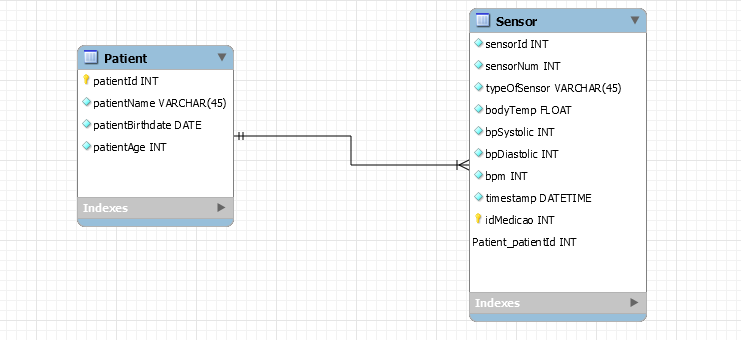 Patient
patientId INT
patientName VARCHAR(45)
patientBirthdate DATE
patientAge INT
Indexes
Sensor
sensorId INT
sensorNum INT
typeOfSensor VARCHAR(45)
bodyTemp FLOAT
bpSystolic INT
bpDiastolic INT
bpm INT
timestamp DATETIME
idMedicao INT
Patient_patientId INT
Indexes